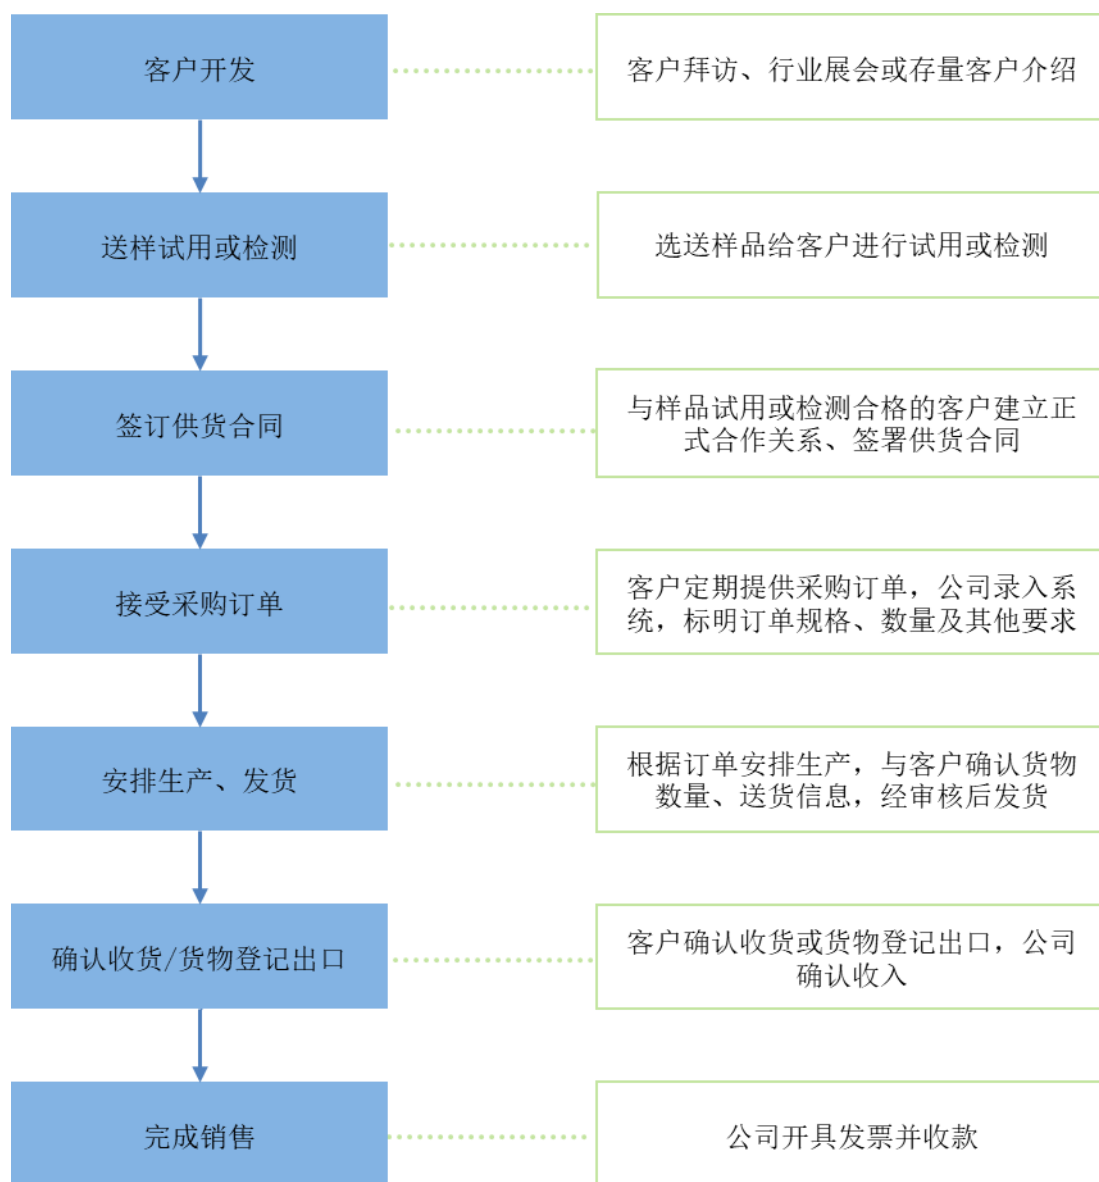 客户开发
客户拜访、行业展会或存量客户介绍
送样试用或检测
选送样品给客户进行试用或检测
签订供货合同
与样品试用或检测合格的客户建立正
式合作关系、签署供货合同
接受采购订单
客户定期提供采购订单，公司录入系
统，标明订单规格、数量及其他要求
安排生产、发货
根据订单安排生产，与客户确认货物
数量、送货信息，经审核后发货
确认收货/货物登记出口
客户确认收货或货物登记出口，公司
确认收入
完成销售
公司开具发票并收款